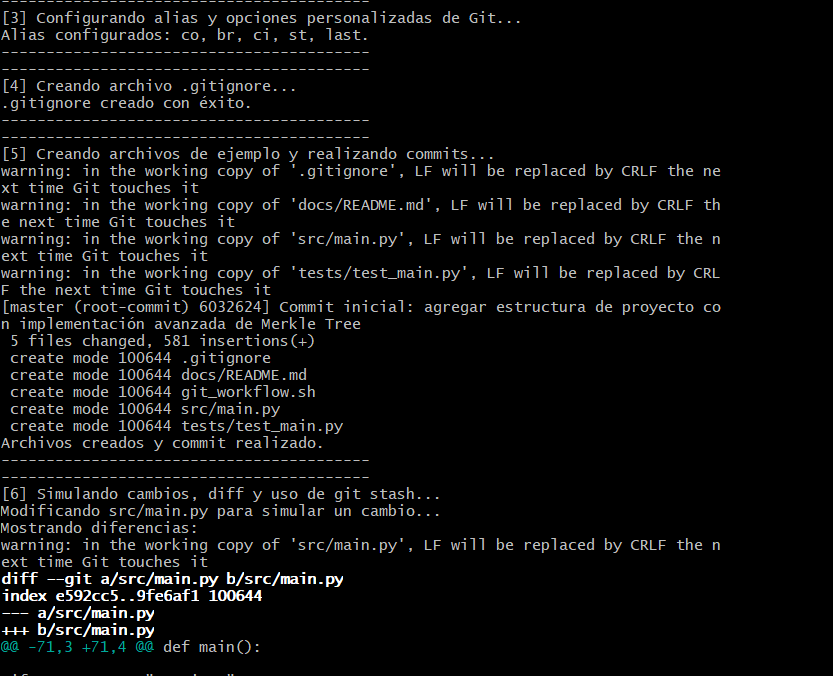 -----------------------------------------
[3] Configurando alias y opciones personalizadas de Git...
Alias configurados: co, br, ci, st, last.
-----------------------------------------
-----------------------------------------
[4] Creando archivo .gitignore...
.gitignore creado con éxito.
-----------------------------------------
-----------------------------------------
[5] Creando archivos de ejemplo y realizando commits...
warning: in the working copy of '.gitignore', LF will be replaced by CRLF the ne
xt time Git touches it
warning: in the working copy of 'docs/README.md', LF will be replaced by CRLF th
e next time Git touches it
warning: in the working copy of 'src/main.py', LF will be replaced by CRLF the n
ext time Git touches it
warning: in the working copy of 'tests/test_main.py', LF will be replaced by CRL
F the next time Git touches it
[master (root-commit) 6032624] Commit inicial: agregar estructura de proyecto co
n implementación avanzada de Merkle Tree
 5 files changed, 581 insertions(+)
 create mode 100644 .gitignore
 create mode 100644 docs/README.md
 create mode 100644 git_workflow.sh
 create mode 100644 src/main.py
 create mode 100644 tests/test_main.py
Archivos creados y commit realizado.
-----------------------------------------
-----------------------------------------
[6] Simulando cambios, diff y uso de git stash...
Modificando src/main.py para simular un cambio...
Mostrando diferencias:
warning: in the working copy of 'src/main.py', LF will be replaced by CRLF the n
ext time Git touches it
diff --git a/src/main.py b/src/main.py
index e592cc5..9fe6af1 100644
--- a/src/main.py
+++ b/src/main.py
@@ -71,3 +71,4 @@ def main():